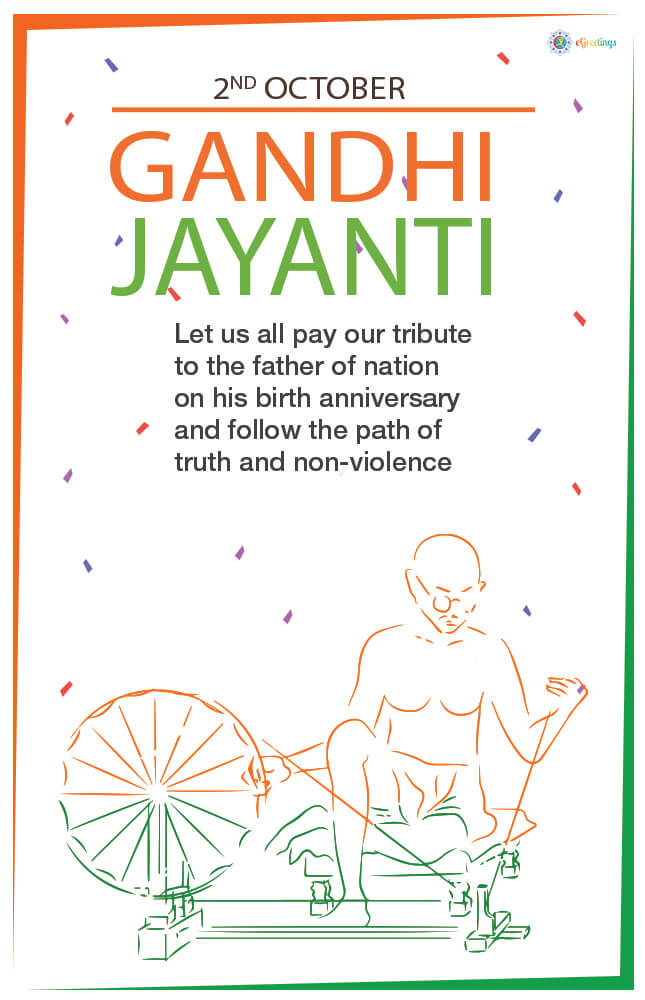 eGreetings
2ND OCTOBER
GANDHI
JAYANTI
Let us all pay our tribute
to the father of nation
on his birth anniversary
and follow the path of
truth and non-violence